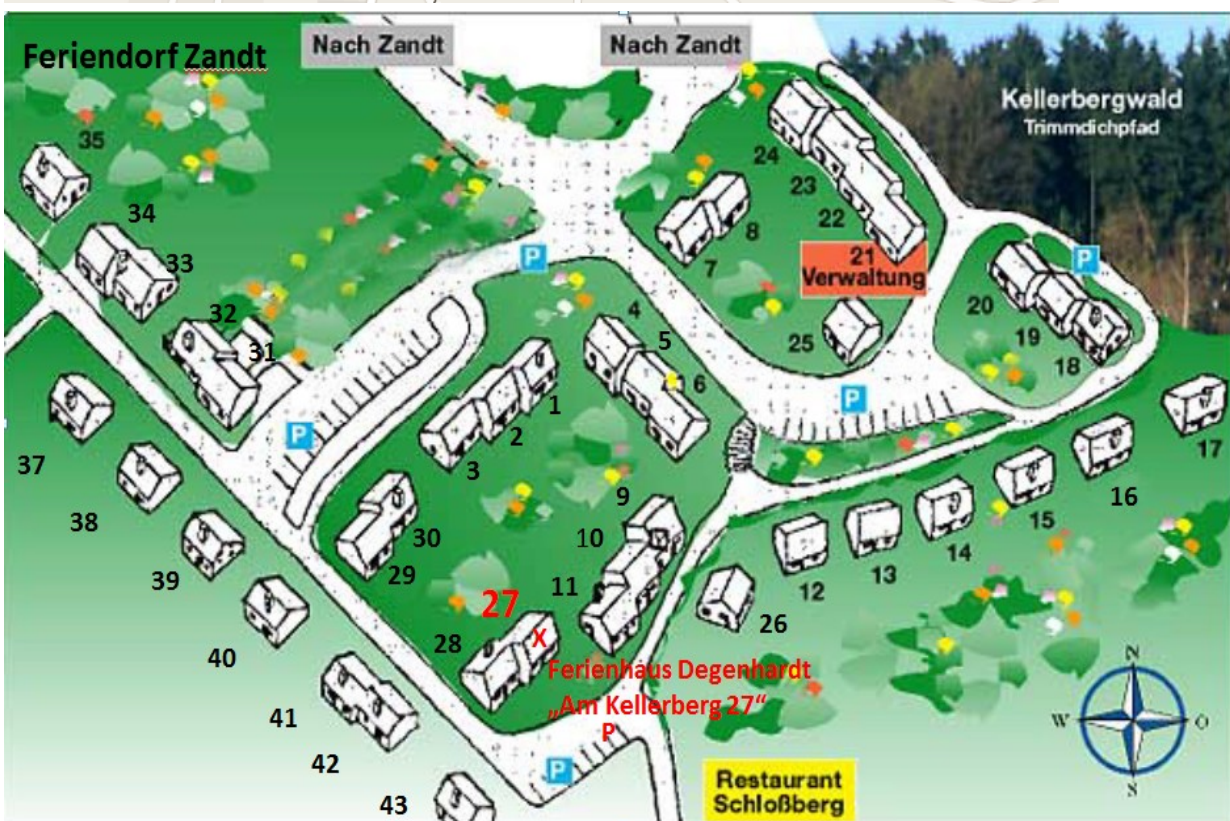 Feriendorf Zandt
Nach Zandt
Nach Zandt
Kellerbergwald
Trimmdichpfad
35
34
33
32
31
24
23
22
8
7
21
Verwaltung
25
20
19
18
P
P
P
P
4
5
6
1
2
3
37
38
39
40
41
42
43
30
29
9
10
11
27
28
X
Ferienhaus Degenhardt
„Am Kellerberg 27“
P
P
12
13
14
15
16
17
26
N
W
O
S
Restaurant
Schloßberg